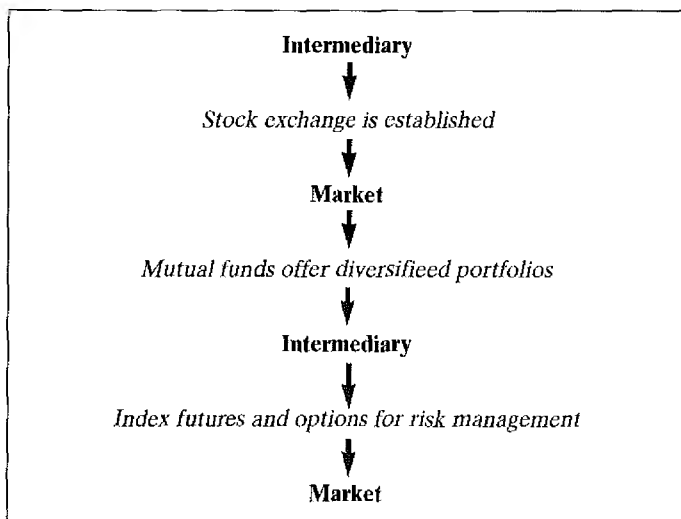 Intermediary
Stock exchange is established
Market
Mutual funds offer diversifieed portfolios
Intermediary
Index futures and options for risk management
Market